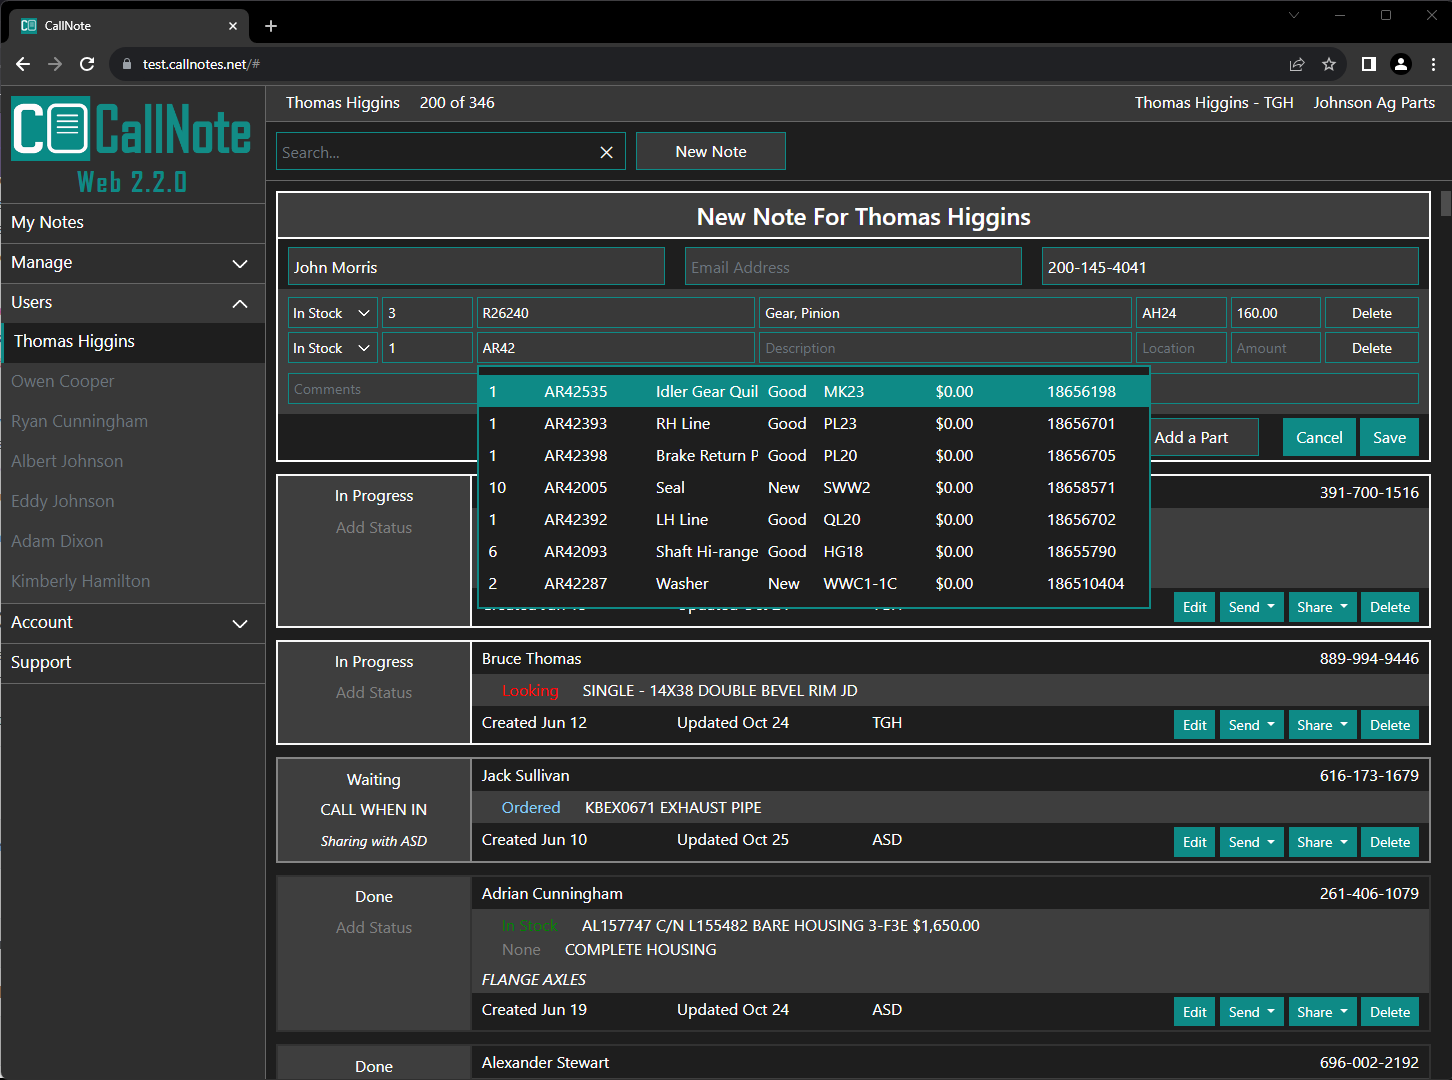 CallNote
test.callnotes.net/#
CallNote
Web 2.2.0
My Notes
Manage
Users
Thomas Higgins
Owen Cooper
Ryan Cunningham
Albert Johnson
Eddy Johnson
Adam Dixon
Kimberly Hamilton
Account
Support
Thomas Higgins 200 of 346 Thomas Higgins - TGH Johnson Ag Parts
Search... New Note
New Note For Thomas Higgins
John Morris Email Address 200-145-4041
In Stock 3 R26240 Gear, Pinion AH24 160.00 Delete
In Stock 1 AR42 Description Location Amount Delete
Comments
1 AR42535 Idler Gear Quil Good MK23 $0.00 18656198
1 AR42393 RH Line Good PL23 $0.00 18656701
1 AR42398 Brake Return P Good PL20 $0.00 18656705
10 AR42005 Seal New SWW2 $0.00 18658571
1 AR42392 LH Line Good QL20 $0.00 18656702
6 AR42093 Shaft Hi-range Good HG18 $0.00 18655790
2 AR42287 Washer New WWC1-1C $0.00 186510404
Add a Part Cancel Save
In Progress 391-700-1516
Add Status
Edit Send Share Delete
In Progress Bruce Thomas 889-994-9446
Add Status Looking SINGLE - 14X38 DOUBLE BEVEL RIM JD
Created Jun 12 Updated Oct 24 TGH Edit Send Share Delete
Waiting Jack Sullivan 616-173-1679
CALL WHEN IN Ordered KBEX0671 EXHAUST PIPE
Sharing with ASD Created Jun 10 Updated Oct 25 ASD Edit Send Share Delete
Done Adrian Cunningham 261-406-1079
Add Status In Stock AL157747 C/N L155482 BARE HOUSING 3-F3E $1,650.00
None COMPLETE HOUSING
FLANGE AXLES
Created Jun 19 Updated Oct 24 ASD Edit Send Share Delete
Done Alexander Stewart 696-002-2192